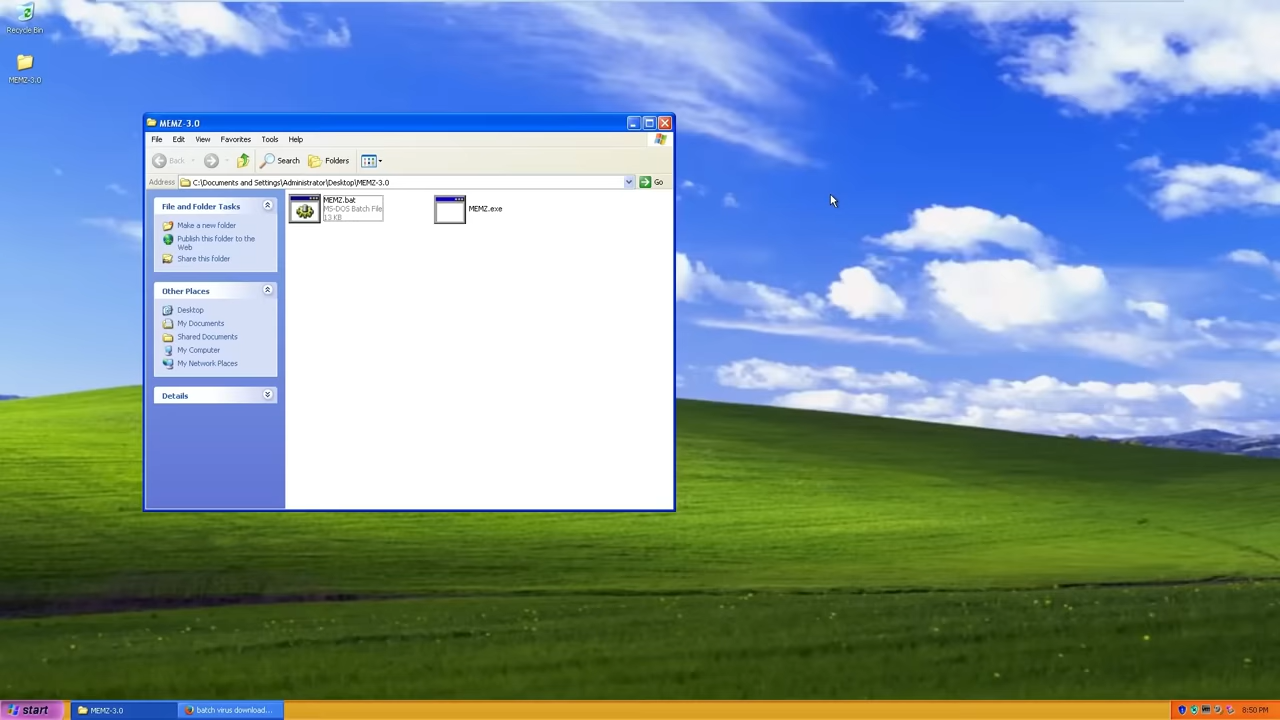 Recycle Bin
MEMZ-3.0
MEMZ-3.0
File Edit View Favorites Tools Help
Back Search Folders
Address C:\Documents and Settings\Administrator\Desktop\MEMZ-3.0 Go
File and Folder Tasks
Make a new folder
Publish this folder to the
Web
Share this folder
Other Places
Desktop
My Documents
Shared Documents
My Computer
My Network Places
Details
MEMZ.bat
MS-DOS Batch File
13 KB
MEMZ.exe
start MEMZ-3.0 batch virus download... 8:50 PM